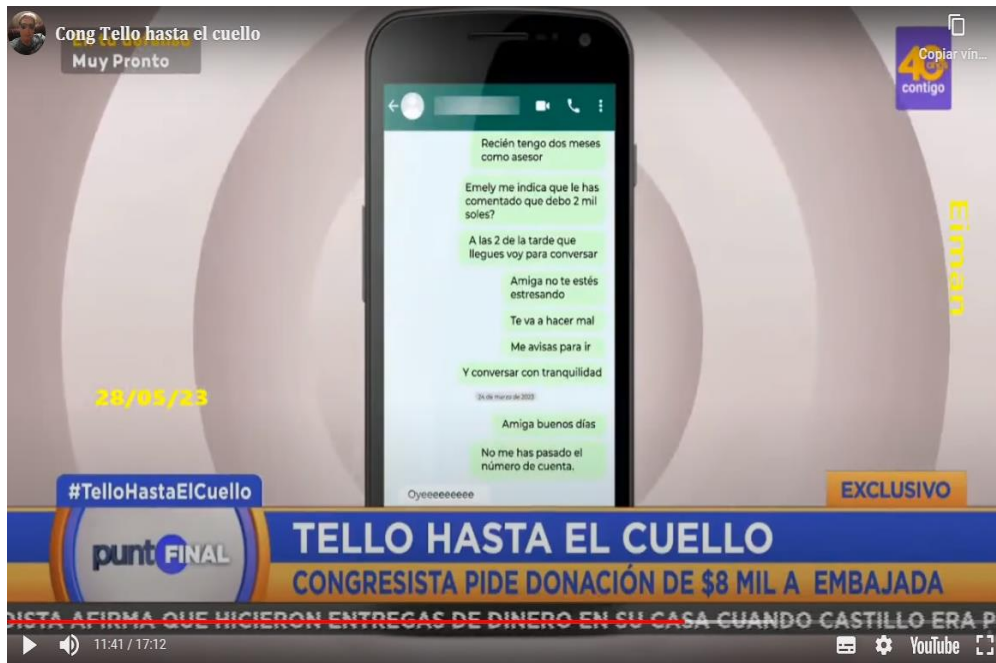 Cong Tello hasta el cuello
Muy Pronto
Copiar vín...
40
contigo
Recién tengo dos meses
como asesor
Emely me indica que le has
comentado que debo 2 mil
soles?
A las 2 de la tarde que
llegues voy para conversar
Amiga no te estés
estresando
Te va a hacer mal
Me avisas para ir
Y conversar con tranquilidad
24 de marzo de 2023
Amiga buenos días
No me has pasado el
número de cuenta.
Oyeeeeeeeee
Eiman
28/05/23
#TelloHastaElCuello
EXCLUSIVO
punto FINAL
TELLO HASTA EL CUELLO
CONGRESISTA PIDE DONACIÓN DE $8 MIL A EMBAJADA
AFIRMA QUE HICIERON ENTREGAS DE DINERO EN SU CASA CUANDO CASTILLO ERA P
11:41 / 17:12
YouTube